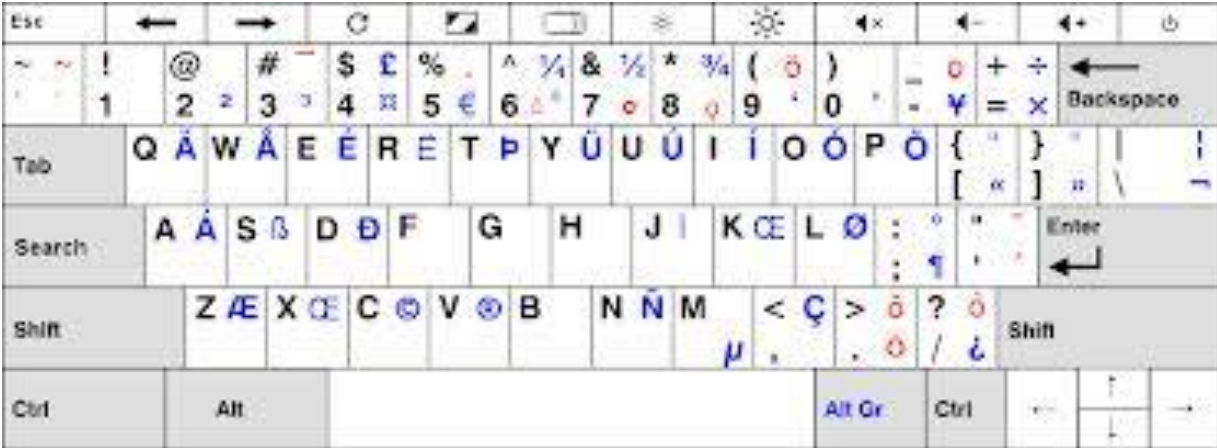 Esc
~ ~ ! @ # $ £ % ^ ¼ & ½ * ¾ ( ) _ + ÷
1 2 ² 3 ³ 4 ¤ 5 € 6 7 8 9 0 - ¥ = × Backspace
Tab Q Ä W Å E É R Ë T Þ Y Ü U Ú I Í O Ó P Ö { } | ¦
[ « ] » \ ¬
Search A Á S ß D Ð F G H J K Œ L Ø : ° " Enter
; ¶ '
Shift Z Æ X Œ C © V ® B N Ñ M < Ç > ? Shift
µ , . / ¿
Ctrl Alt Alt Gr Ctrl ← ↑ →
↓